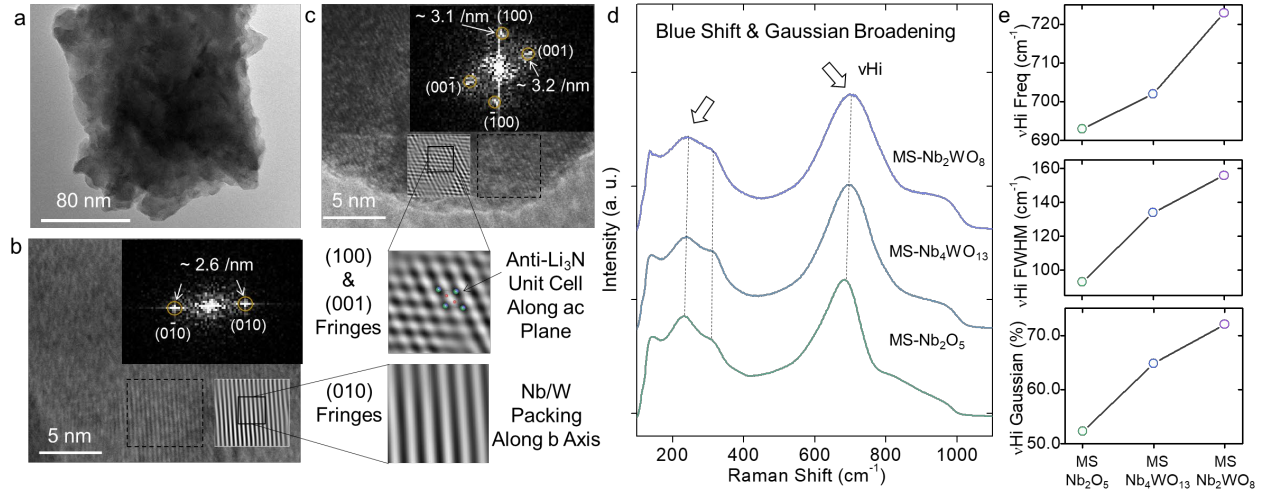 a
80 nm
b
~ 2.6 /nm
(01̄0)
(010)
5 nm
c
~ 3.1 /nm
(100)
(001)
(001̄)
~ 3.2 /nm
(1̄00)
5 nm
(100)
&
(001)
Fringes
Anti-Li₃N
Unit Cell
Along ac
Plane
(010)
Fringes
Nb/W
Packing
Along b Axis
d
Blue Shift & Gaussian Broadening
νHi
MS-Nb₂WO₈
MS-Nb₄WO₁₃
MS-Nb₂O₅
Intensity (a. u.)
200
400
600
800
1000
Raman Shift (cm⁻¹)
e
νHi Freq (cm⁻¹)
720
700
690
νHi FWHM (cm⁻¹)
160
140
120
100
νHi Gaussian (%)
70.0
60.0
50.0
MS
Nb₂O₅
MS
Nb₄WO₁₃
MS
Nb₂WO₈